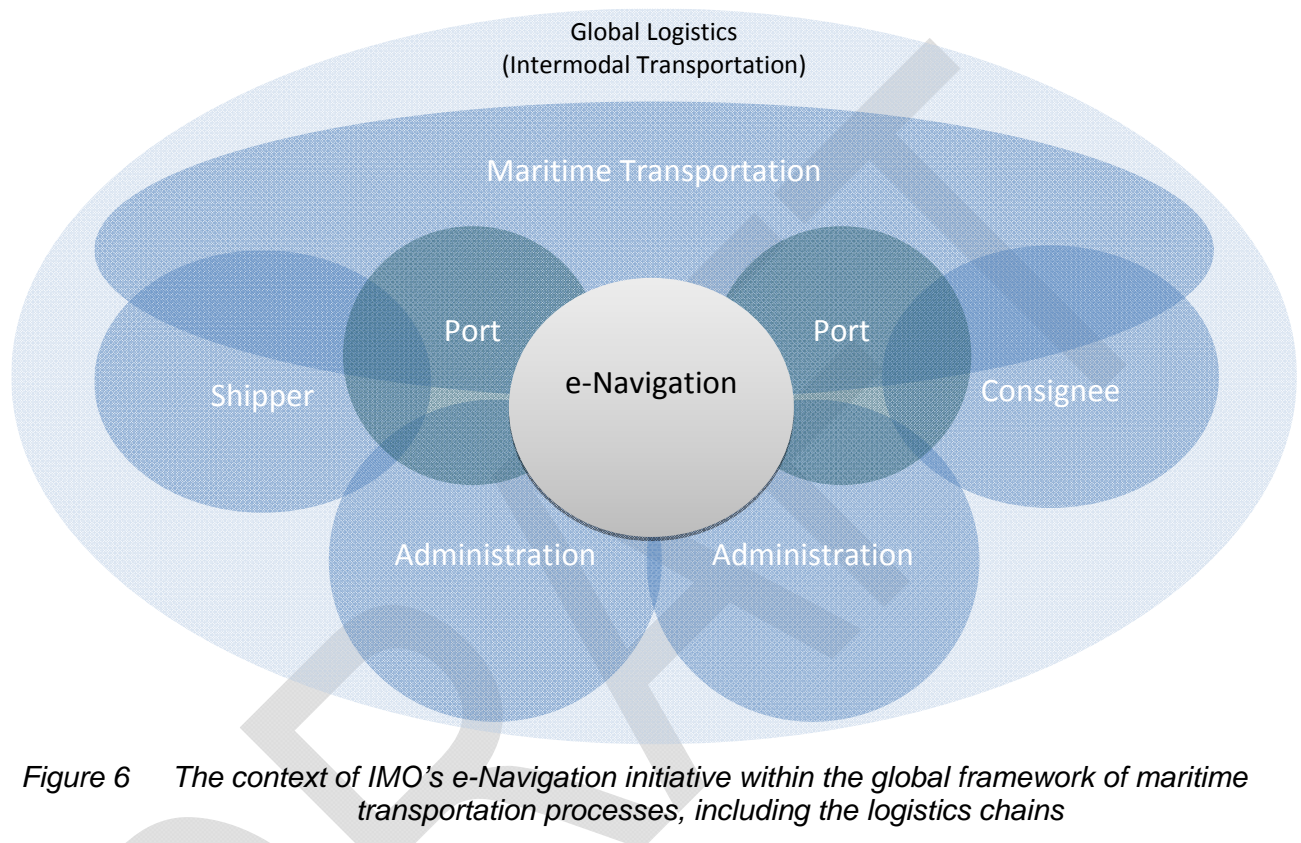 Global Logistics
(Intermodal Transportation)
Maritime Transportation
Port
Port
e-Navigation
Shipper
Consignee
Administration
Administration
Figure 6 The context of IMO's e-Navigation initiative within the global framework of maritime
transportation processes, including the logistics chains
DRAFT